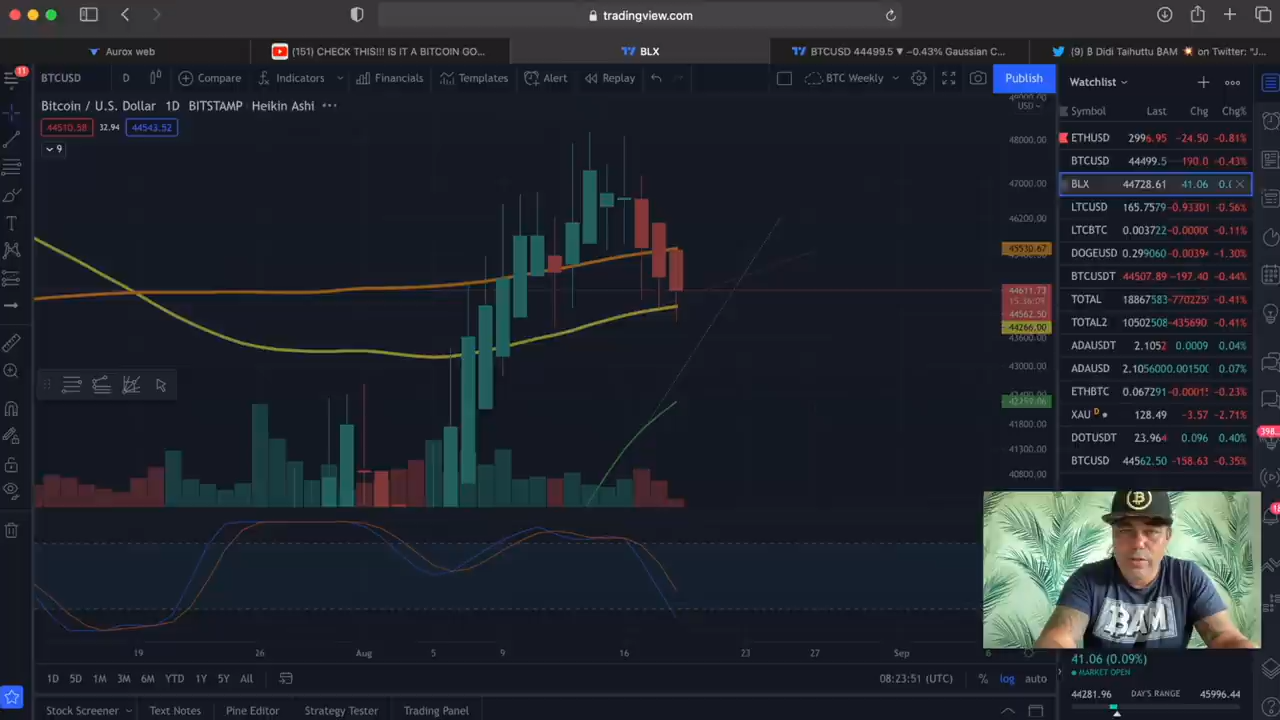 tradingview.com
Aurox web
(151) CHECK THIS!!! IS IT A BITCOIN GO...
BLX
BTCUSD 44499.5 ▼ −0.43% Gaussian C...
(9) ₿ Didi Taihuttu ₿AM 💥 on Twitter: "J...
11
BTCUSD
D
Compare
Indicators
Financials
Templates
Alert
Replay
BTC Weekly
Publish
Watchlist
Bitcoin / U.S. Dollar 1D BITSTAMP Heikin Ashi
44510.58 32.94 44543.52
9
USD
48000.00
47000.00
46200.00
45530.67
44611.73
15:36:09
44562.50
44266.00
43600.00
43000.00
41800.00
41300.00
40800.00
Symbol Last Chg Chg%
ETHUSD 2996.95 −24.50 −0.81%
BTCUSD 44499.5 −190.0 −0.43%
BLX 44728.61 41.06
LTCUSD 165.7579 −0.93301 −0.56%
LTCBTC 0.003722 −0.0000 −0.11%
DOGEUSD 0.299060 −1.30%
BTCUSDT 44507.89 −197.40 −0.44%
TOTAL 18867583 −0.41%
TOTAL2 10502508 −435690 −0.41%
ADAUSDT 2.1052 0.0009 0.04%
ADAUSD 2.105600 0.00150 0.07%
ETHBTC 0.067291 −0.23%
XAU D 128.49 −3.57 −2.71%
DOTUSDT 23.964 0.096 0.40%
BTCUSD 44562.50 −158.63 −0.35%
398
BAM
19 26 Aug 5 9 16 23 27 Sep
1D 5D 1M 3M 6M YTD 1Y 5Y All
08:23:51 (UTC) % log auto
41.06 (0.09%)
MARKET OPEN
44281.96 DAY'S RANGE 45996.44
Stock Screener Text Notes Pine Editor Strategy Tester Trading Panel